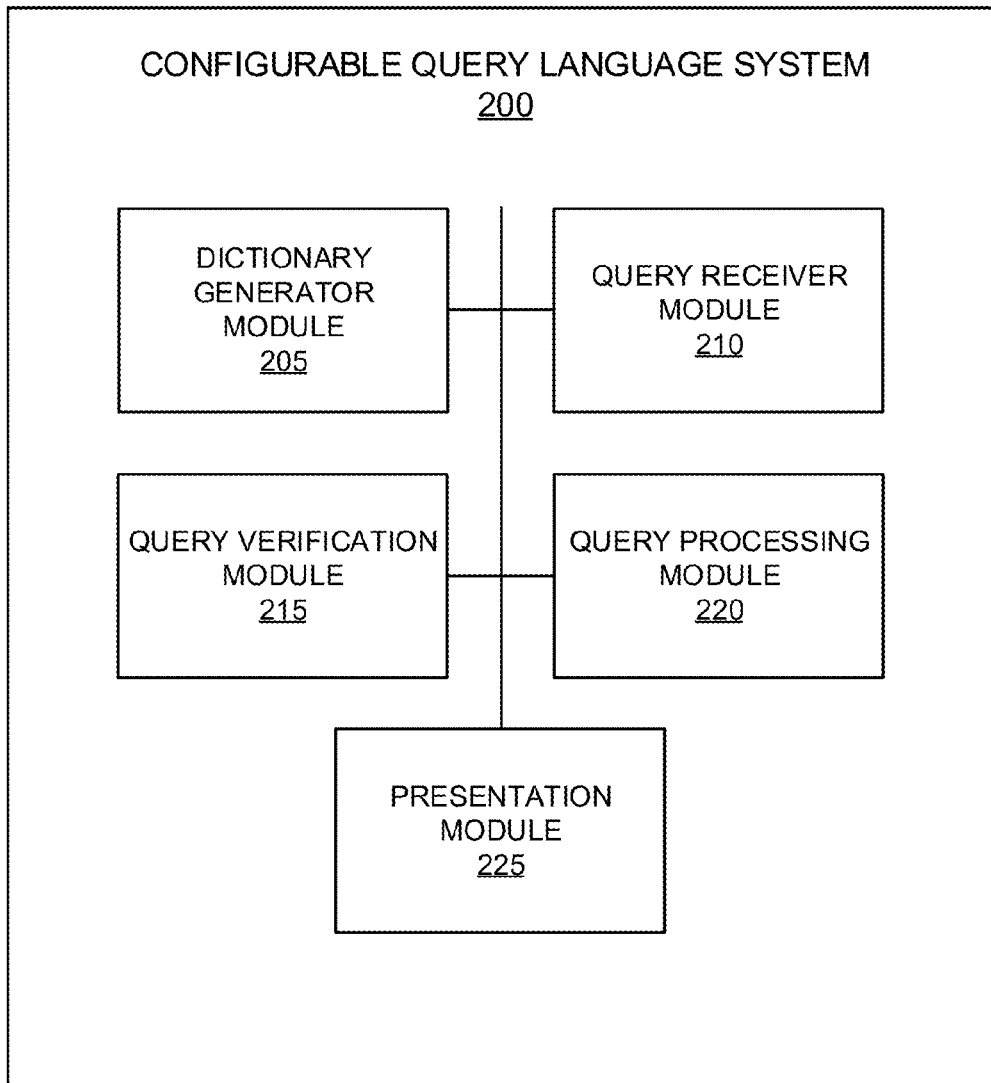 CONFIGURABLE QUERY LANGUAGE SYSTEM
200
DICTIONARY
GENERATOR
MODULE
205
QUERY RECEIVER
MODULE
210
QUERY VERIFICATION
MODULE
215
QUERY PROCESSING
MODULE
220
PRESENTATION
MODULE
225